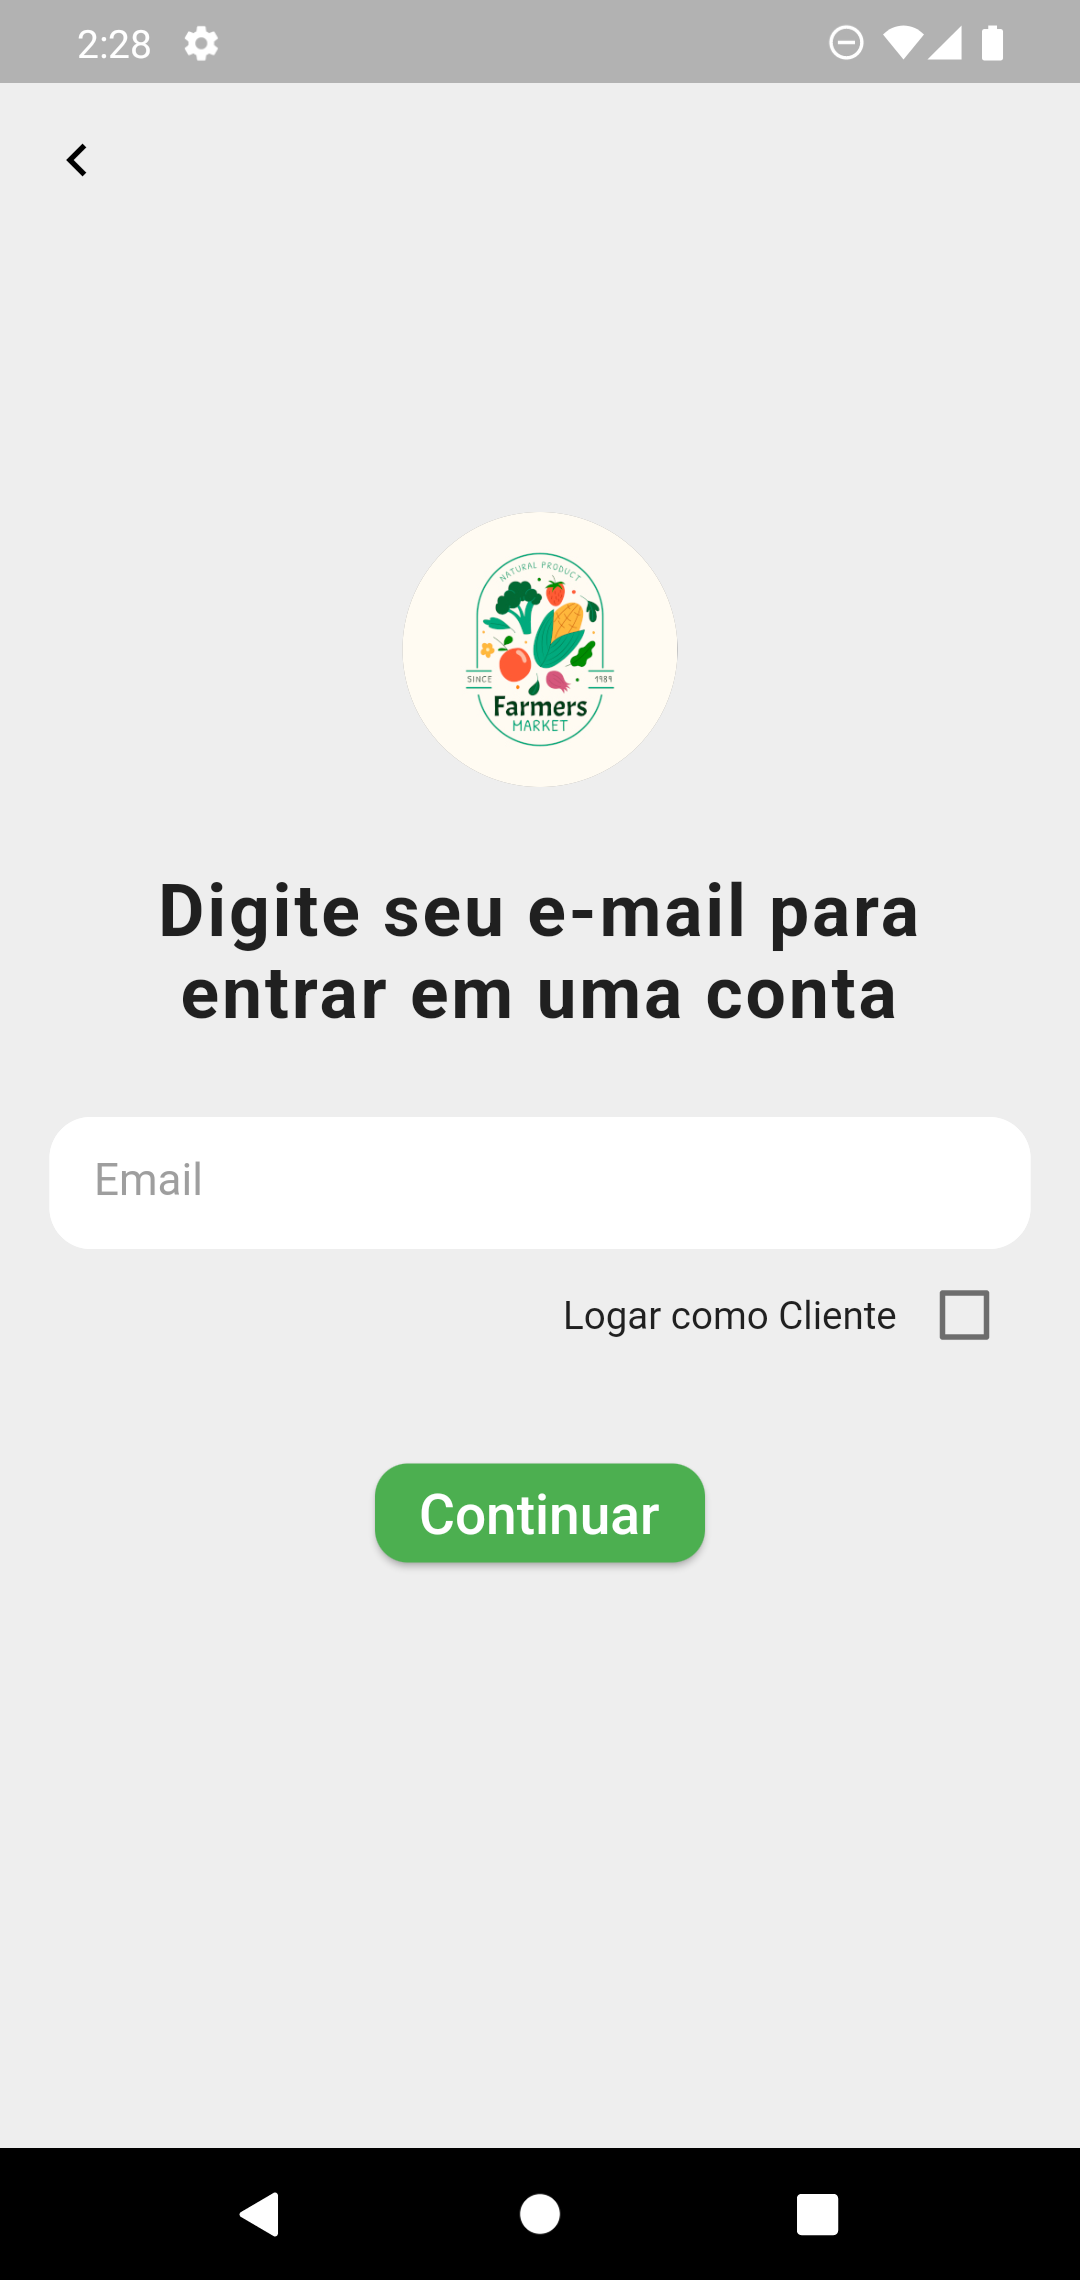 2:28
NATURAL PRODUCT
SINCE
1989
Farmers
MARKET
Digite seu e-mail para
entrar em uma conta
Email
Logar como Cliente
Continuar